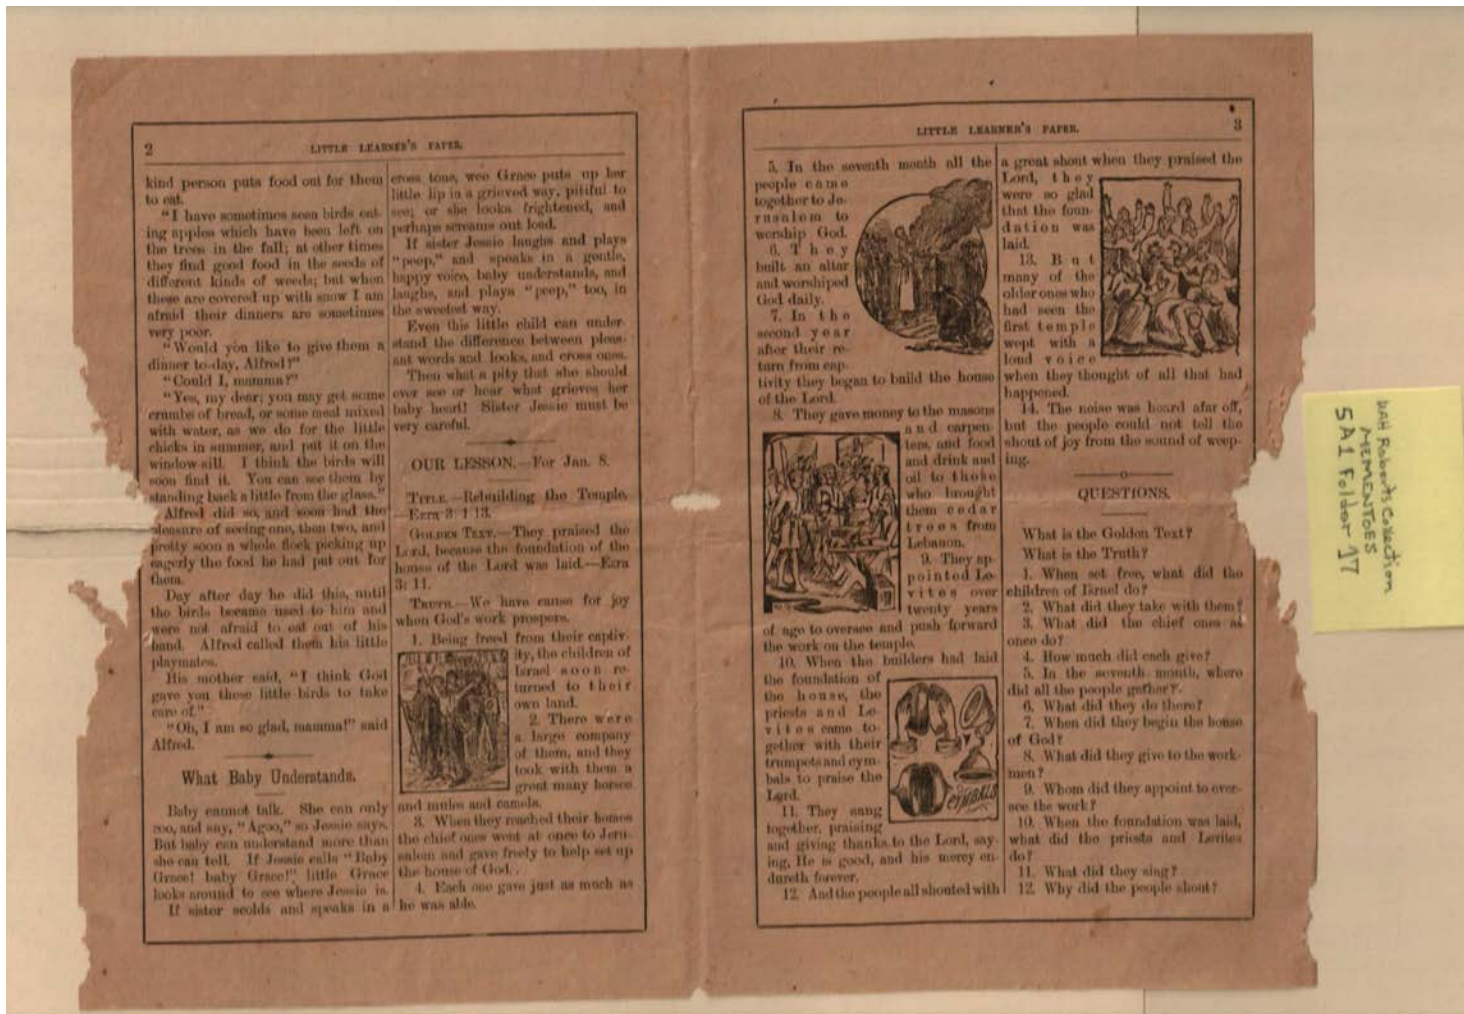 2
LITTLE LEARNER'S PAPER.
kind person puts food out for them
to eat.
"I have sometimes seen birds eat-
ing apples which have been left on
the trees in the fall; at other times
they find good food in the seeds of
different kinds of weeds; but when
these are covered up with snow I am
afraid their dinners are sometimes
very poor.
"Would you like to give them a
dinner to-day, Alfred?"
"Could I, mamma?"
"Yes, my dear; you may get some
crumbs of bread, or some meal mixed
with water, as we do for the little
chicks in summer, and put it on the
window-sill. I think the birds will
soon find it. You can see them by
standing back a little from the glass."
Alfred did so, and soon had the
pleasure of seeing one, then two, and
pretty soon a whole flock picking up
eagerly the food he had put out for
them.
Day after day he did this, until
the birds became used to him and
were not afraid to eat out of his
hand. Alfred called them his little
playmates.
His mother said, "I think God
gave you these little birds to take
care of."
"Oh, I am so glad, mamma!" said
Alfred.
What Baby Understands.
Baby cannot talk. She can only
coo, and say, "Agoo," so Jessie says.
But baby can understand more than
she can tell. If Jessie calls "Baby
Grace! baby Grace!" little Grace
looks around to see where Jessie is.
If sister scolds and speaks in a
cross tone, wee Grace puts up her
little lip in a grieved way, pitiful to
see; or she looks frightened, and
perhaps screams out loud.
If sister Jessie laughs and plays
"peep," and speaks in a gentle,
happy voice, baby understands, and
laughs, and plays "peep," too, in
the sweetest way.
Even this little child can under-
stand the difference between pleas-
ant words and looks, and cross ones.
Then what a pity that she should
ever see or hear what grieves her
baby heart! Sister Jessie must be
very careful.
OUR LESSON.—For Jan. 8.
TITLE.—Rebuilding the Temple.
—Ezra 3: 1-13.
GOLDEN TEXT.—They praised the
Lord, because the foundation of the
house of the Lord was laid.—Ezra
3: 11.
TRUTH.—We have cause for joy
when God's work prospers.
1. Being freed from their captiv-
ity, the children of
Israel soon re-
turned to their
own land.
2. There were
a large company
of them, and they
took with them a
great many horses
and mules and camels.
3. When they reached their homes
the chief ones went at once to Jeru-
salem and gave freely to help set up
the house of God.
4. Each one gave just as much as
he was able.
LITTLE LEARNER'S PAPER.
3
5. In the seventh month all the
people came
together to Je-
rusalem to
worship God.
6. They
built an altar
and worshiped
God daily.
7. In the
second year
after their re-
turn from cap-
tivity they began to build the house
of the Lord.
8. They gave money to the masons
and carpen-
ters, and food
and drink and
oil to those
who brought
them cedar
trees from
Lebanon.
9. They ap-
pointed Le-
vites over
twenty years
of age to oversee and push forward
the work on the temple.
10. When the builders had laid
the foundation of
the house, the
priests and Le-
vites came to-
gether with their
trumpets and cym-
bals to praise the
Lord.
CYMBALS
11. They sang
together, praising
and giving thanks to the Lord, say-
ing, He is good, and his mercy en-
dureth forever.
12. And the people all shouted with
a great shout when they praised the
Lord, they
were so glad
that the foun-
dation was
laid.
13. But
many of the
older ones who
had seen the
first temple
wept with a
loud voice
when they thought of all that had
happened.
14. The noise was heard afar off,
but the people could not tell the
shout of joy from the sound of weep-
ing.
QUESTIONS.
What is the Golden Text?
What is the Truth?
1. When set free, what did the
children of Israel do?
2. What did they take with them?
3. What did the chief ones at
once do?
4. How much did each give?
5. In the seventh month, where
did all the people gather?
6. What did they do there?
7. When did they begin the house
of God?
8. What did they give to the work-
men?
9. Whom did they appoint to over-
see the work?
10. When the foundation was laid,
what did the priests and Levites
do?
11. What did they sing?
12. Why did the people shout?
UAH Roberts Collection
MEMENTOES
5A1 Folder 17